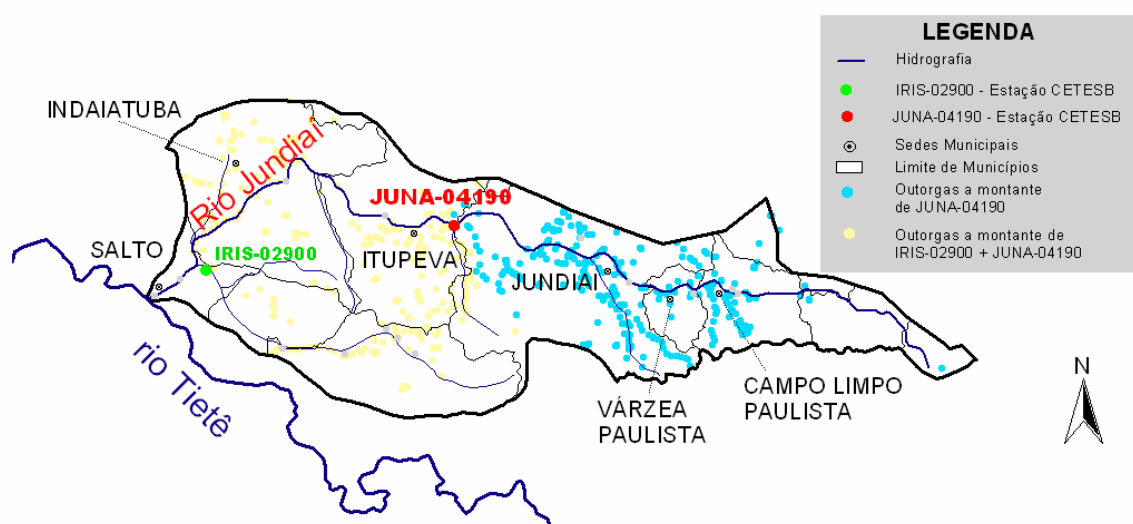 LEGENDA
Hidrografia
IRIS-02900 - Estação CETESB
JUNA-04190 - Estação CETESB
Sedes Municipais
Limite de Municípios
Outorgas a montante
de JUNA-04190
Outorgas a montante de
IRIS-02900 + JUNA-04190
INDAIATUBA
Rio Jundiaí
JUNA-04190
SALTO
IRIS-02900
ITUPEVA
JUNDIAI
rio Tietê
VÁRZEA
PAULISTA
CAMPO LIMPO
PAULISTA
N